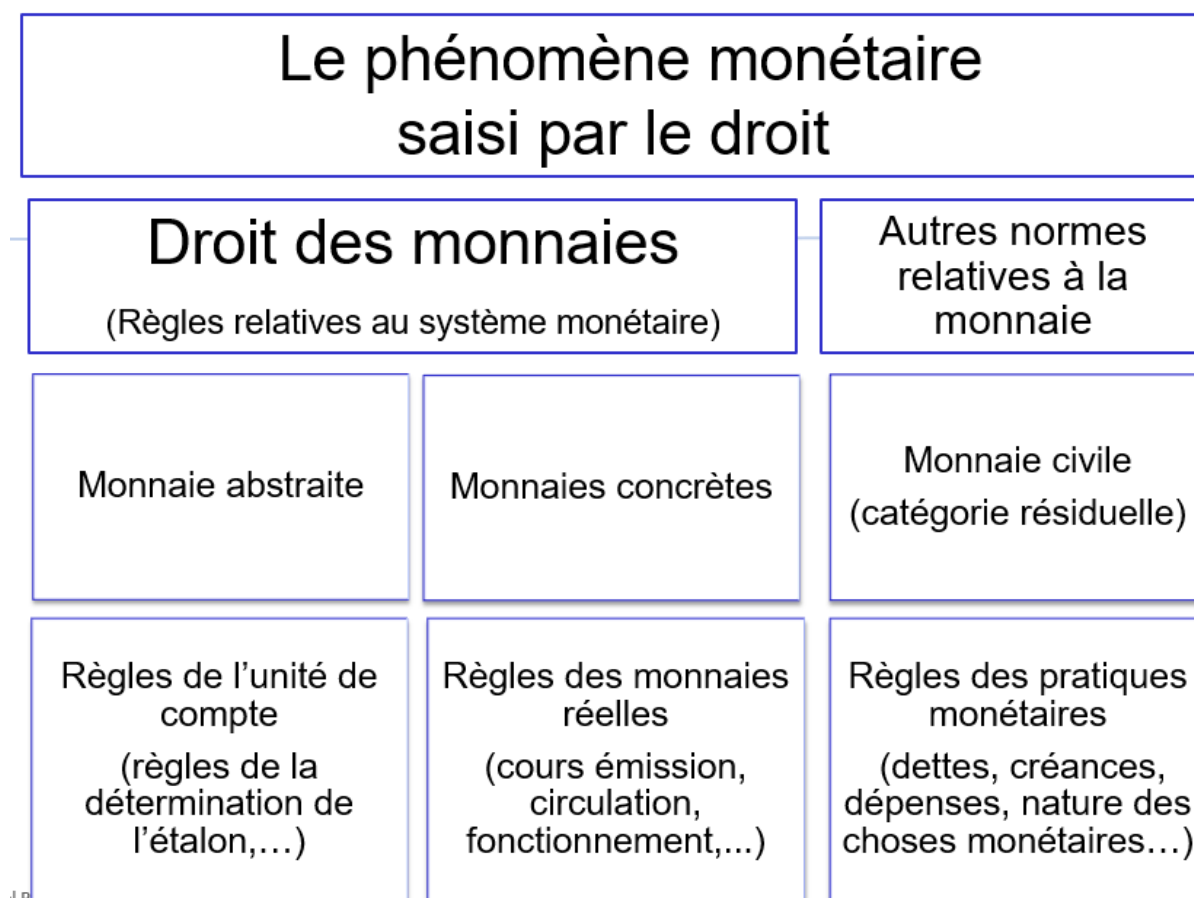 Le phénomène monétaire
saisi par le droit
Droit des monnaies
(Règles relatives au système monétaire)
Autres normes
relatives à la
monnaie
Monnaie abstraite
Monnaies concrètes
Monnaie civile
(catégorie résiduelle)
Règles de l’unité de
compte
(règles de la
détermination de
l’étalon,…)
Règles des monnaies
réelles
(cours émission,
circulation,
fonctionnement,...)
Règles des pratiques
monétaires
(dettes, créances,
dépenses, nature des
choses monétaires…)